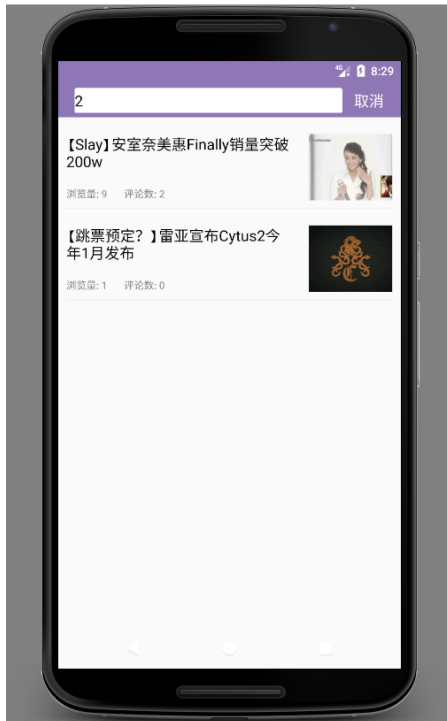 4G 8:29
2 取消
【Slay】安室奈美惠Finally销量突破
200w
浏览量: 9 评论数: 2
【跳票预定？】雷亚宣布Cytus2今
年1月发布
浏览量: 1 评论数: 0
C